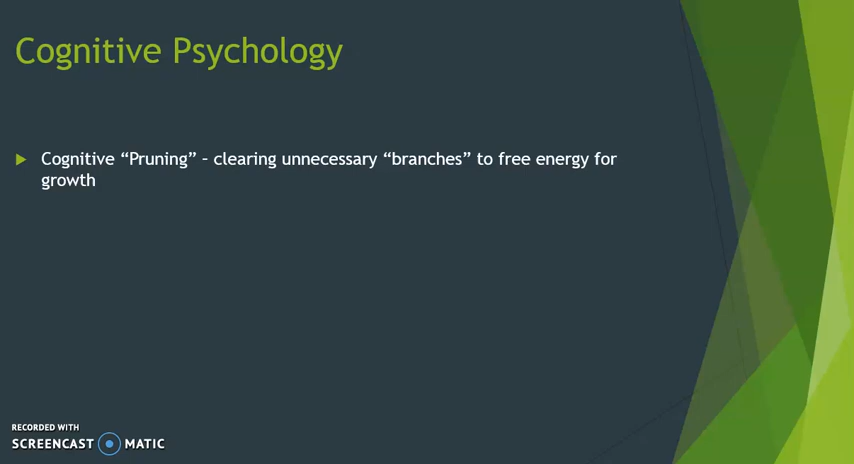 Cognitive Psychology
Cognitive “Pruning” – clearing unnecessary “branches” to free energy for
growth
RECORDED WITH
SCREENCAST MATIC